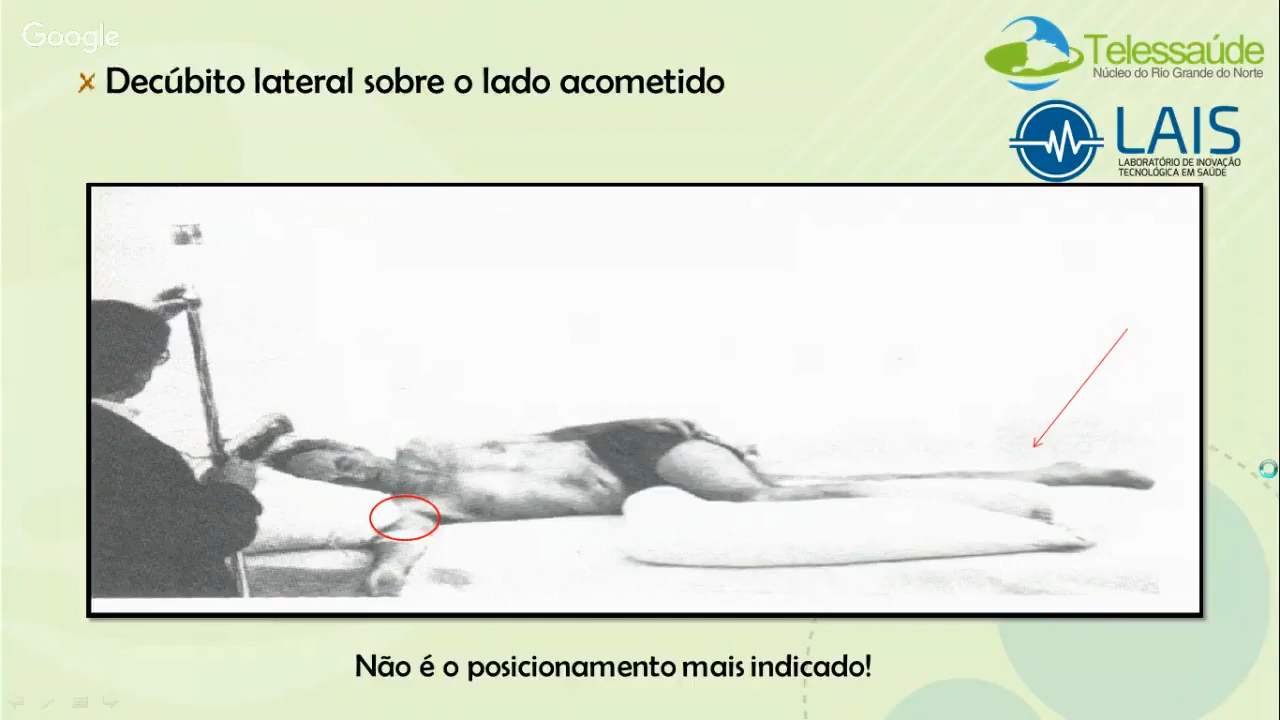 Google
Decúbito lateral sobre o lado acometido
Telessaúde
Núcleo do Rio Grande do Norte
LAIS
LABORATÓRIO DE INOVAÇÃO
TECNOLÓGICA EM SAÚDE
Não é o posicionamento mais indicado!